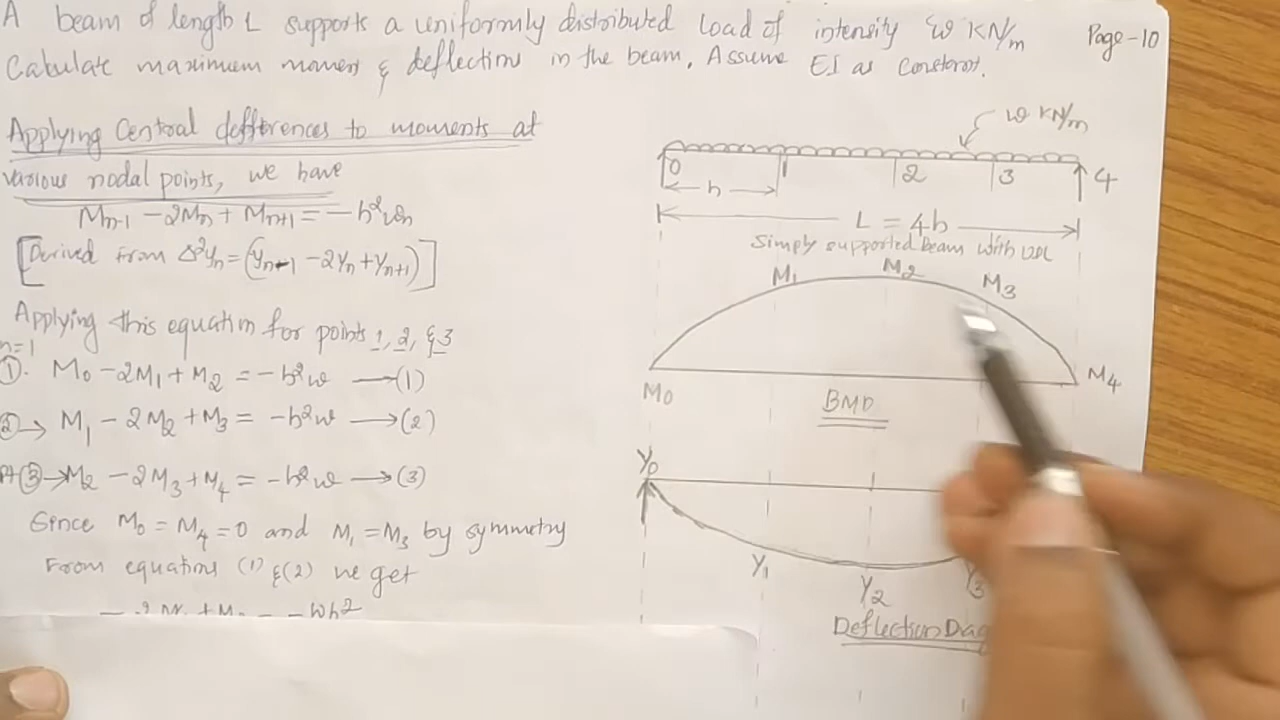 A beam of length L supports a uniformly distributed load of intensity w KN/m
Page-10
Calculate maximum moment & deflection in the beam. Assume EI as constant.
Applying Central defferences to moments at
various nodal points, we have
Mn-1 - 2Mn + Mn+1 = -h²wn
[Derived from Δ²yn = (yn-1 - 2yn + yn+1)]
Applying this equation for points 1, 2, & 3
n=1
①. M0 - 2M1 + M2 = -h²w → (1)
②→ M1 - 2M2 + M3 = -h²w → (2)
③→ M2 - 2M3 + M4 = -h²w → (3)
Since M0 = M4 = 0 and M1 = M3 by symmetry
From equations (1) & (2) we get
w KN/m
0 1 2 3 4
h
L = 4h
Simply supported beam with UDL
M1 M2 M3
M0 M4
BMD
Y0
Y1 Y2 Y3
Deflection Dia